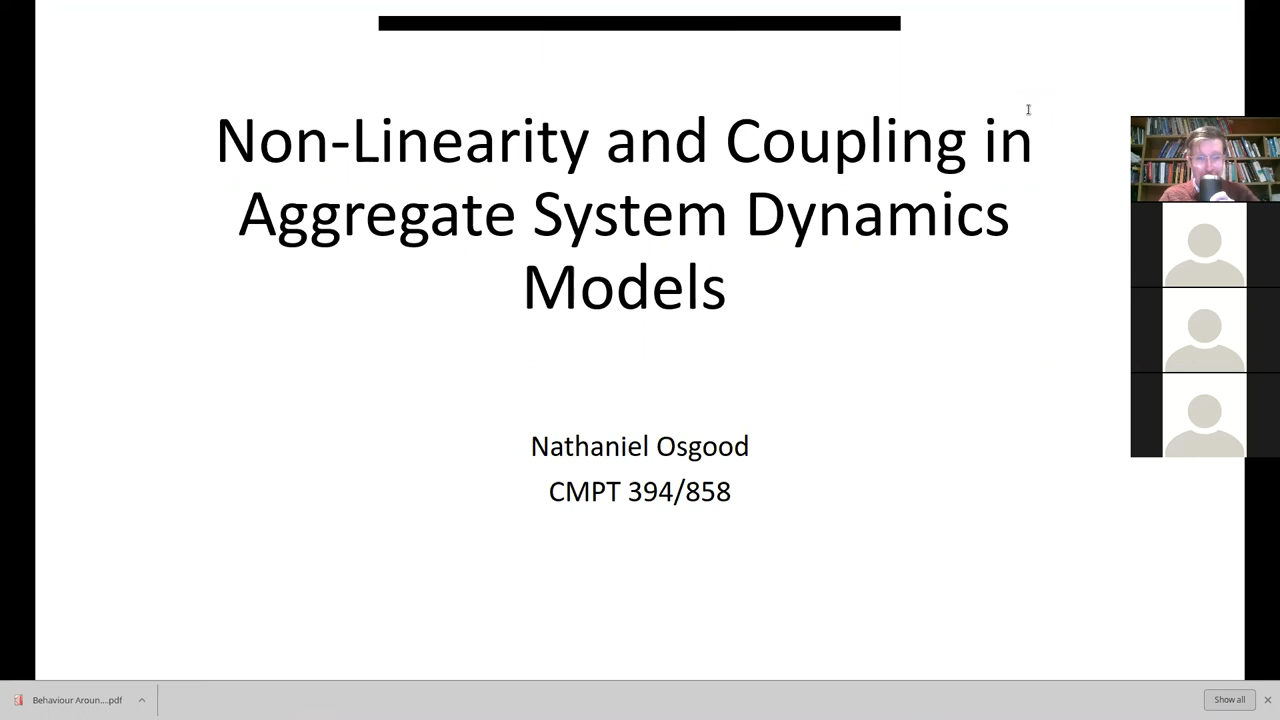 Non-Linearity and Coupling in
Aggregate System Dynamics
Models
Nathaniel Osgood
CMPT 394/858
Behaviour Aroun....pdf
Show all